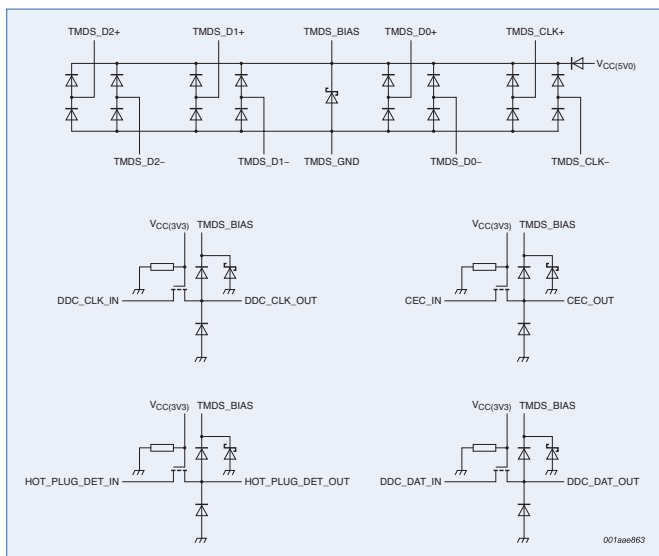 TMDS_D2+ TMDS_D1+ TMDS_BIAS TMDS_D0+ TMDS_CLK+
VCC(5V0)
TMDS_D2− TMDS_D1− TMDS_GND TMDS_D0− TMDS_CLK−
VCC(3V3) TMDS_BIAS VCC(3V3) TMDS_BIAS
DDC_CLK_IN DDC_CLK_OUT CEC_IN CEC_OUT
VCC(3V3) TMDS_BIAS VCC(3V3) TMDS_BIAS
HOT_PLUG_DET_IN HOT_PLUG_DET_OUT DDC_DAT_IN DDC_DAT_OUT
001aae863